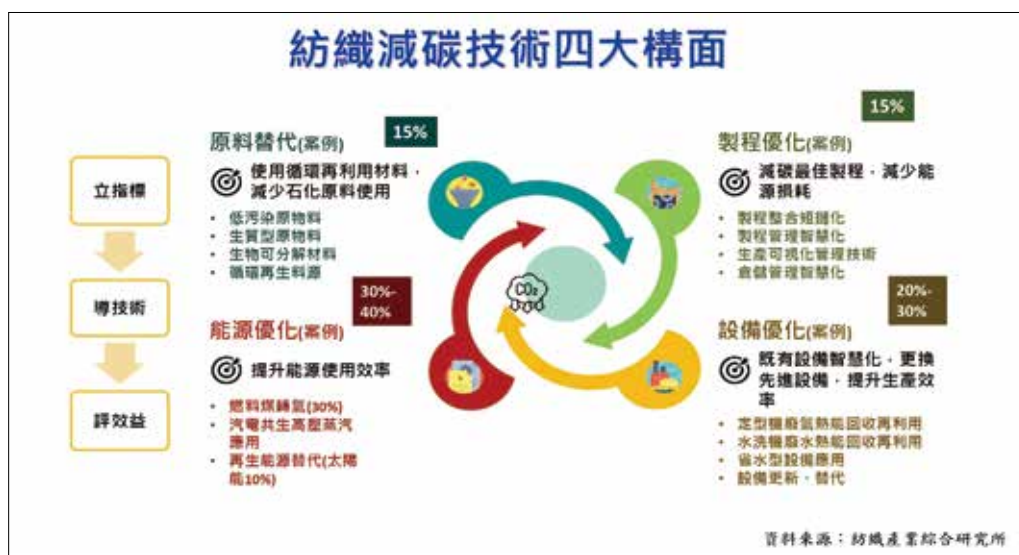 紡織減碳技術四大構面
立指標
導技術
評效益
原料替代(案例)
15%
使用循環再利用材料，
減少石化原料使用
• 低污染原物料
• 生質型原物料
• 生物可分解材料
• 循環再生料源
製程優化(案例)
15%
減碳最佳製程，減少能
源損耗
• 製程整合短鏈化
• 製程管理智慧化
• 生產可視化管理技術
• 倉儲管理智慧化
CO₂
能源優化(案例)
30%-
40%
提升能源使用效率
• 燃料煤轉氣(30%)
• 汽電共生高壓蒸汽
應用
• 再生能源替代(太陽
能10%)
設備優化(案例)
20%-
30%
既有設備智慧化，更換
先進設備，提升生產效
率
• 定型機廢氣熱能回收再利用
• 水洗機廢水熱能回收再利用
• 省水型設備應用
• 設備更新，替代
資料來源：紡織產業綜合研究所